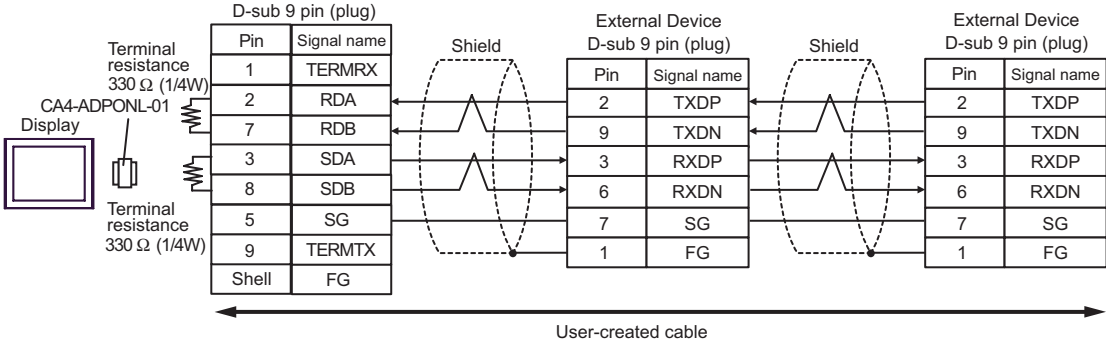 D-sub 9 pin (plug)
Pin Signal name
1 TERMRX
2 RDA
7 RDB
3 SDA
8 SDB
5 SG
9 TERMTX
Shell FG
Terminal
resistance
330 Ω (1/4W)
CA4-ADPONL-01
Display
Terminal
resistance
330 Ω (1/4W)
Shield
External Device
D-sub 9 pin (plug)
Pin Signal name
2 TXDP
9 TXDN
3 RXDP
6 RXDN
7 SG
1 FG
Shield
External Device
D-sub 9 pin (plug)
Pin Signal name
2 TXDP
9 TXDN
3 RXDP
6 RXDN
7 SG
1 FG
User-created cable